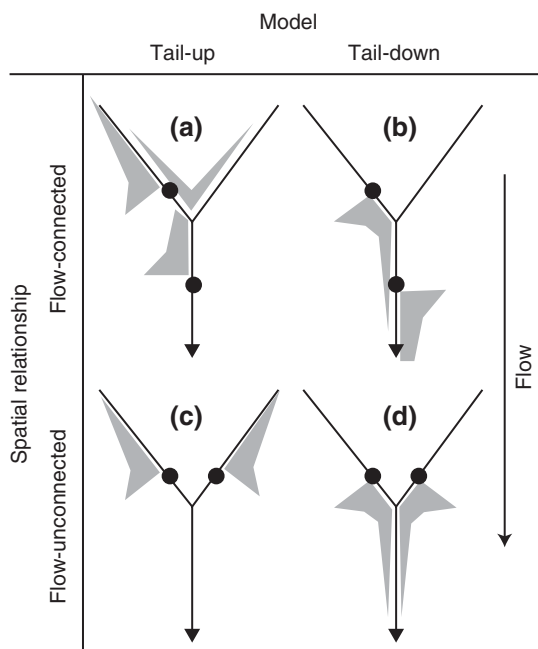 Model
Tail-up
Tail-down
Spatial relationship
Flow-connected
(a)
(b)
Flow
Flow-unconnected
(c)
(d)